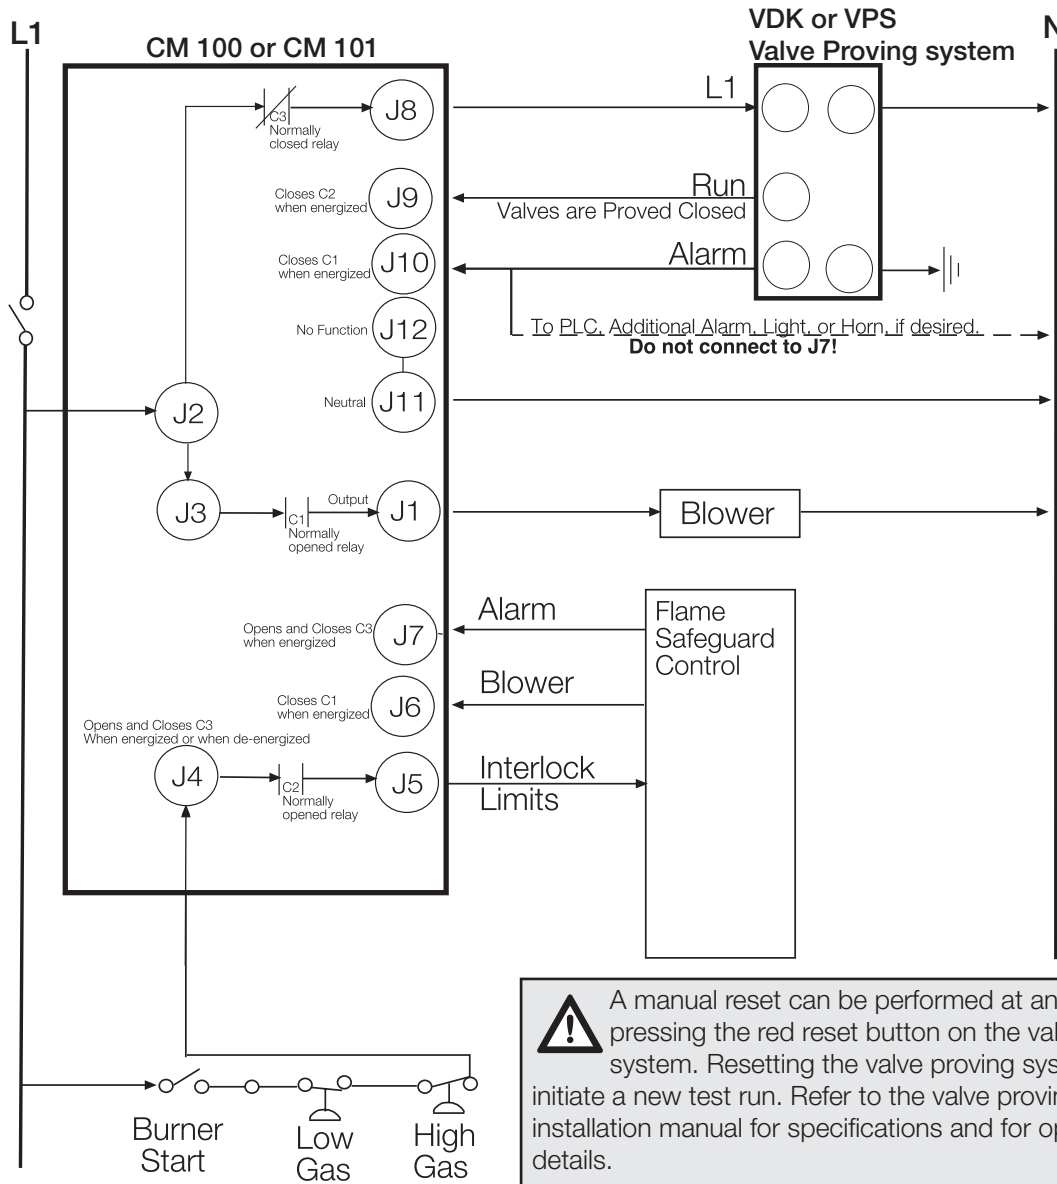 L1
CM 100 or CM 101
VDK or VPS
Valve Proving system
N
L1
J8
C3
Normally
closed relay
Closes C2
when energized
J9
Run
Valves are Proved Closed
Closes C1
when energized
J10
Alarm
No Function
J12
To PLC, Additional Alarm, Light, or Horn, if desired.
Do not connect to J7!
Neutral
J11
J2
J3
C1
Normally
opened relay
Output
J1
Blower
Opens and Closes C3
when energized
J7
Alarm
Flame
Safeguard
Control
Closes C1
when energized
J6
Blower
Opens and Closes C3
When energized or when de-energized
J4
C2
Normally
opened relay
J5
Interlock
Limits
Burner
Start
Low
Gas
High
Gas
A manual reset can be performed at an
pressing the red reset button on the val
system. Resetting the valve proving sys
initiate a new test run. Refer to the valve provin
installation manual for specifications and for op
details.